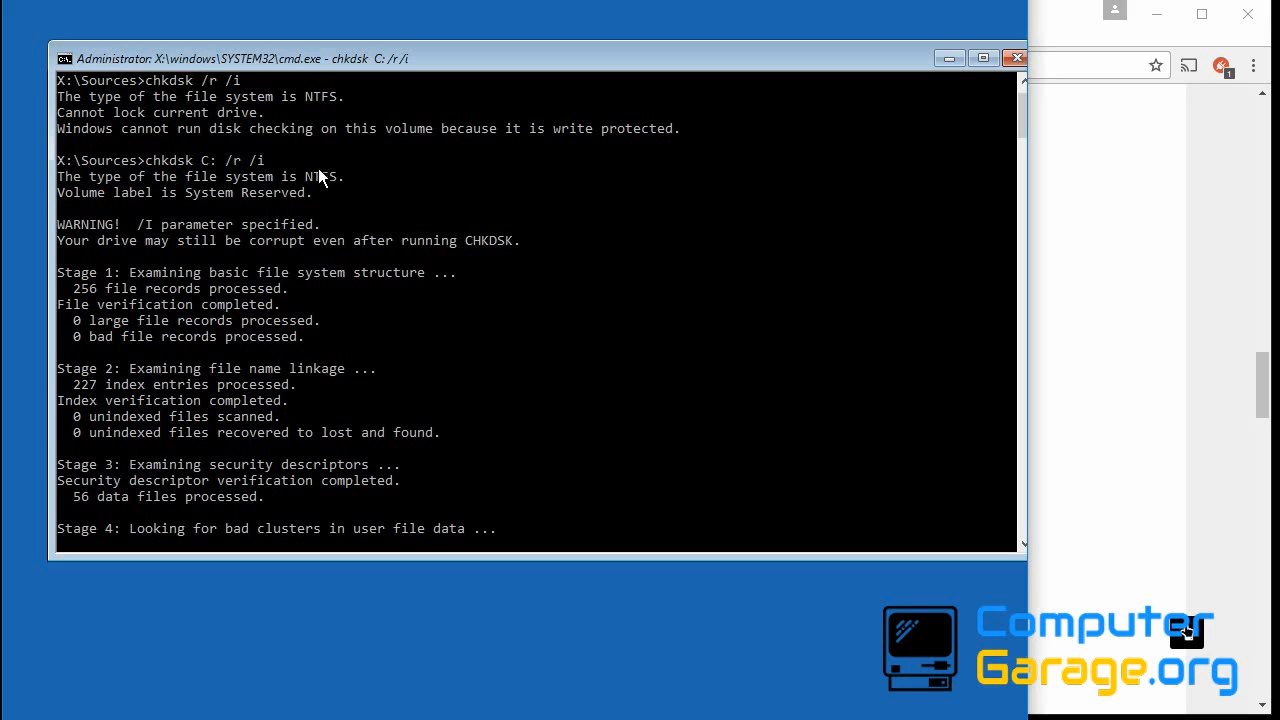 Administrator: X:\windows\SYSTEM32\cmd.exe - chkdsk  C: /r /i
X:\Sources>chkdsk /r /i
The type of the file system is NTFS.
Cannot lock current drive.
Windows cannot run disk checking on this volume because it is write protected.
X:\Sources>chkdsk C: /r /i
The type of the file system is NTFS.
Volume label is System Reserved.
WARNING!  /I parameter specified.
Your drive may still be corrupt even after running CHKDSK.
Stage 1: Examining basic file system structure ...
256 file records processed.
File verification completed.
0 large file records processed.
0 bad file records processed.
Stage 2: Examining file name linkage ...
227 index entries processed.
Index verification completed.
0 unindexed files scanned.
0 unindexed files recovered to lost and found.
Stage 3: Examining security descriptors ...
Security descriptor verification completed.
56 data files processed.
Stage 4: Looking for bad clusters in user file data ...
1
Computer
Garage.org